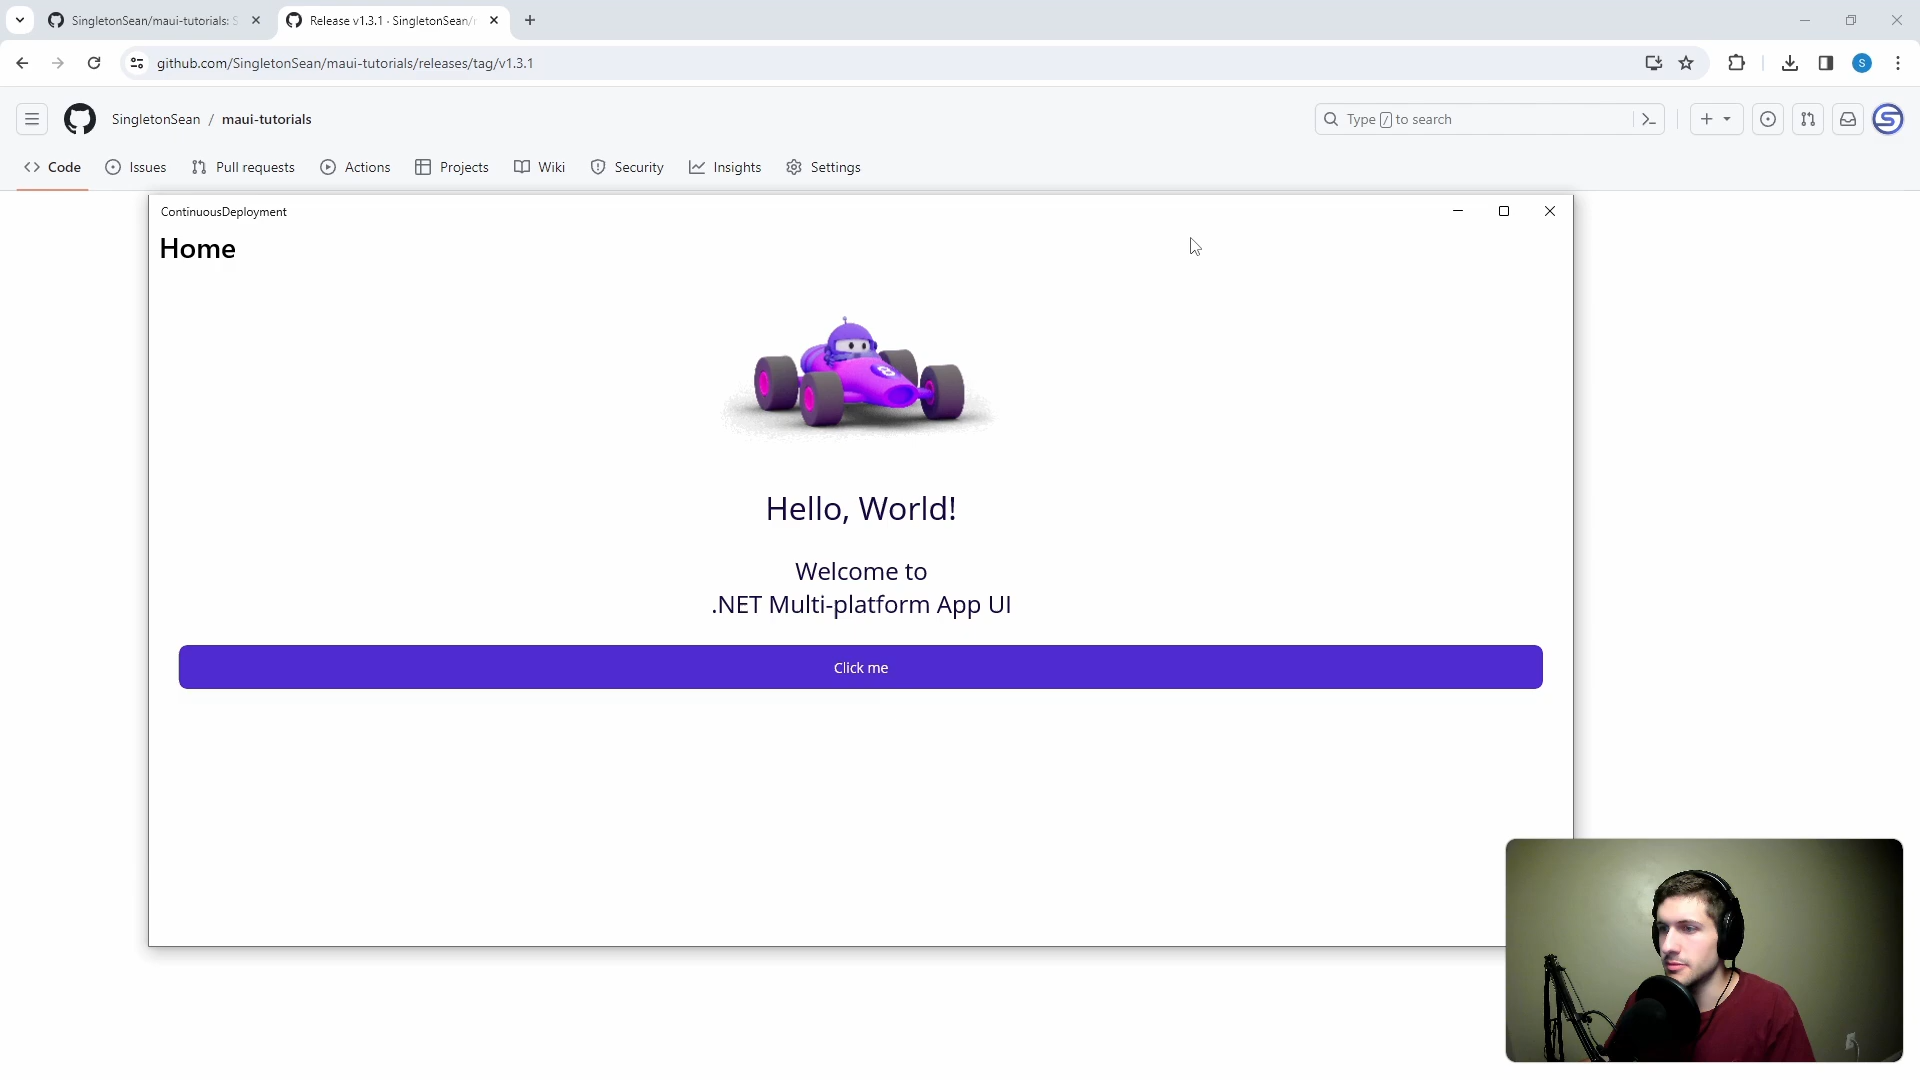 SingletonSean/maui-tutorials: S
Release v1.3.1 · SingletonSean/
github.com/SingletonSean/maui-tutorials/releases/tag/v1.3.1
S
SingletonSean / maui-tutorials
Type / to search
Code
Issues
Pull requests
Actions
Projects
Wiki
Security
Insights
Settings
ContinuousDeployment
Home
Hello, World!
Welcome to
.NET Multi-platform App UI
Click me